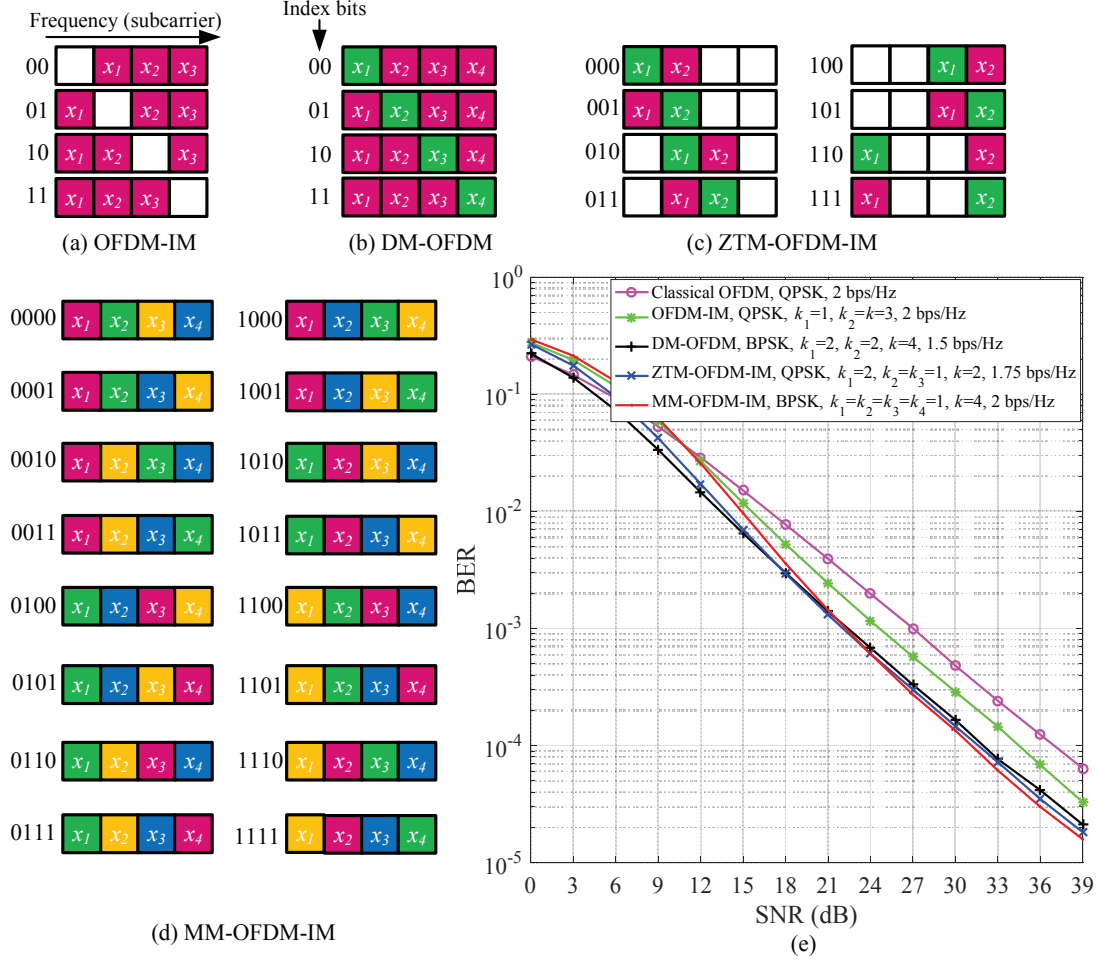 Frequency (subcarrier)
00 x1 x2 x3
01 x1 x2 x3
10 x1 x2 x3
11 x1 x2 x3
(a) OFDM-IM
Index bits
00 x1 x2 x3 x4
01 x1 x2 x3 x4
10 x1 x2 x3 x4
11 x1 x2 x3 x4
(b) DM-OFDM
000 x1 x2
001 x1 x2
010 x1 x2
011 x1 x2
100 x1 x2
101 x1 x2
110 x1 x2
111 x1 x2
(c) ZTM-OFDM-IM
0000 x1 x2 x3 x4
0001 x1 x2 x3 x4
0010 x1 x2 x3 x4
0011 x1 x2 x3 x4
0100 x1 x2 x3 x4
0101 x1 x2 x3 x4
0110 x1 x2 x3 x4
0111 x1 x2 x3 x4
1000 x1 x2 x3 x4
1001 x1 x2 x3 x4
1010 x1 x2 x3 x4
1011 x1 x2 x3 x4
1100 x1 x2 x3 x4
1101 x1 x2 x3 x4
1110 x1 x2 x3 x4
1111 x1 x2 x3 x4
(d) MM-OFDM-IM
Classical OFDM, QPSK, 2 bps/Hz
OFDM-IM, QPSK, k1=1, k2=k=3, 2 bps/Hz
DM-OFDM, BPSK, k1=2, k2=2, k=4, 1.5 bps/Hz
ZTM-OFDM-IM, QPSK, k1=2, k2=k3=1, k=2, 1.75 bps/Hz
MM-OFDM-IM, BPSK, k1=k2=k3=k4=1, k=4, 2 bps/Hz
10^0
10^-1
10^-2
10^-3
10^-4
10^-5
BER
0 3 6 9 12 15 18 21 24 27 30 33 36 39
SNR (dB)
(e)